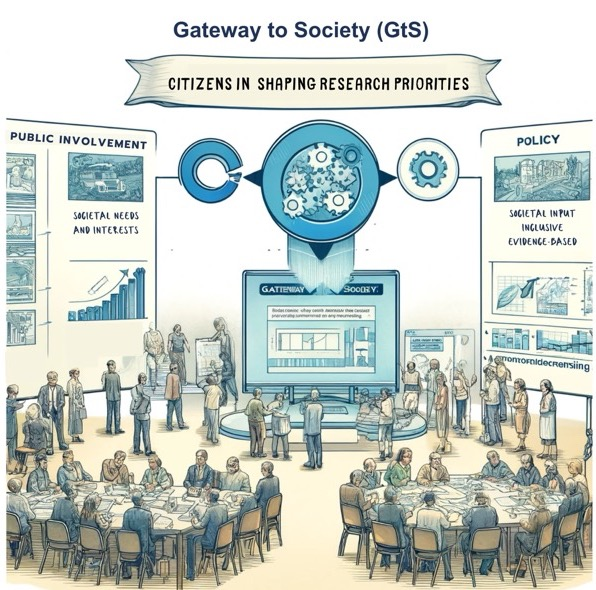 Gateway to Society (GtS)
CITIZENS IN SHAPING RESEARCH PRIORITIES
PUBLIC INVOLVEMENT
SOCIETAL NEEDS
AND INTERESTS
POLICY
SOCIETAL INPUT
INCLUSIVE
EVIDENCE-BASED
GATEWAY